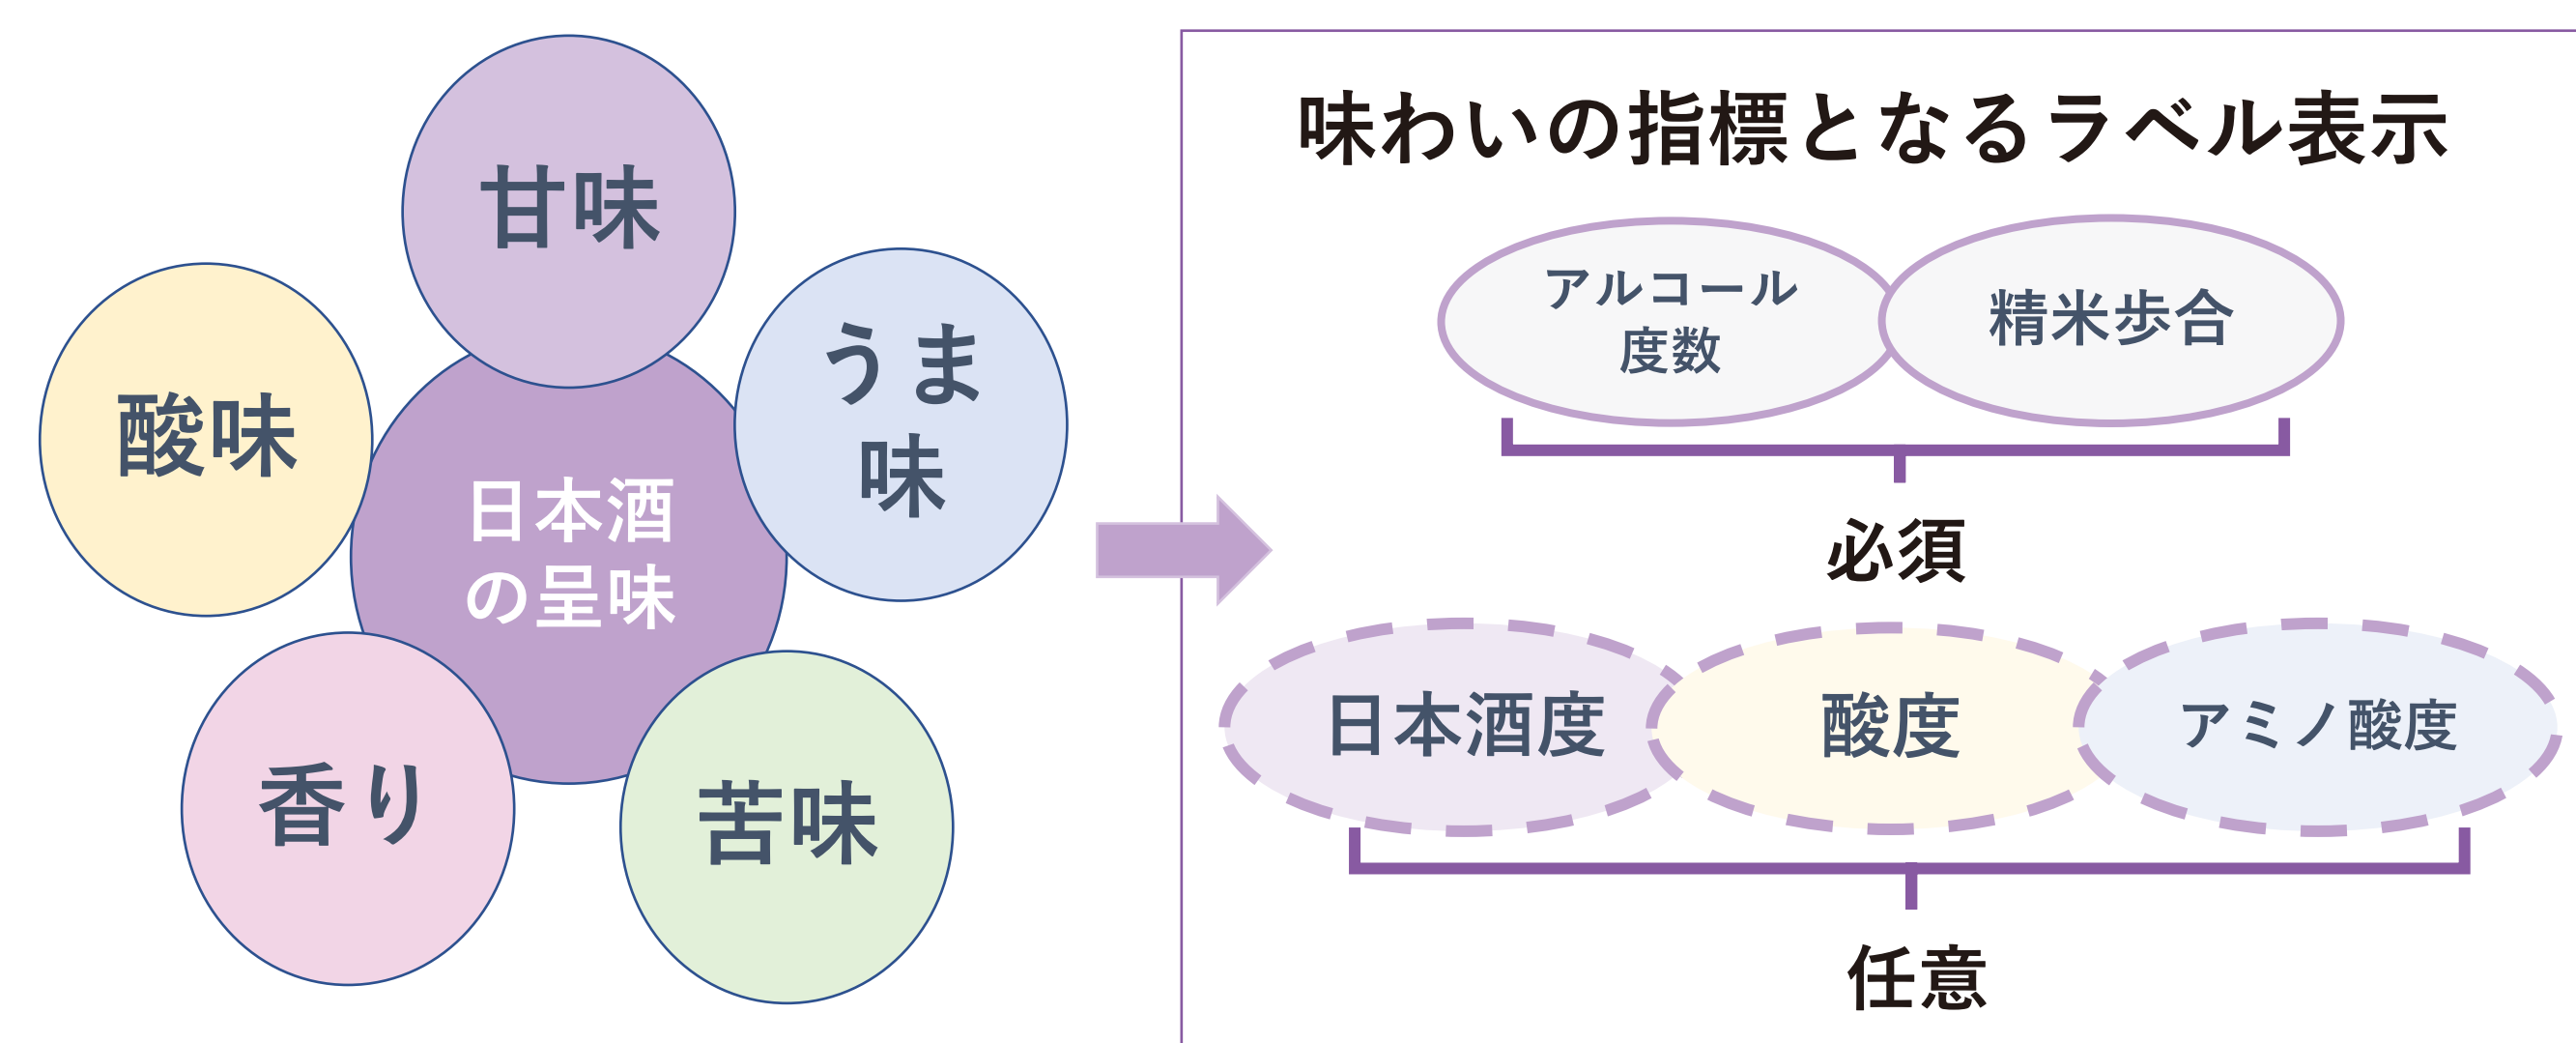 甘味
うま
味
酸味
日本酒
の呈味
香り
苦味
味わいの指標となるラベル表示
アルコール
度数
精米歩合
必須
日本酒度
酸度
アミノ酸度
任意